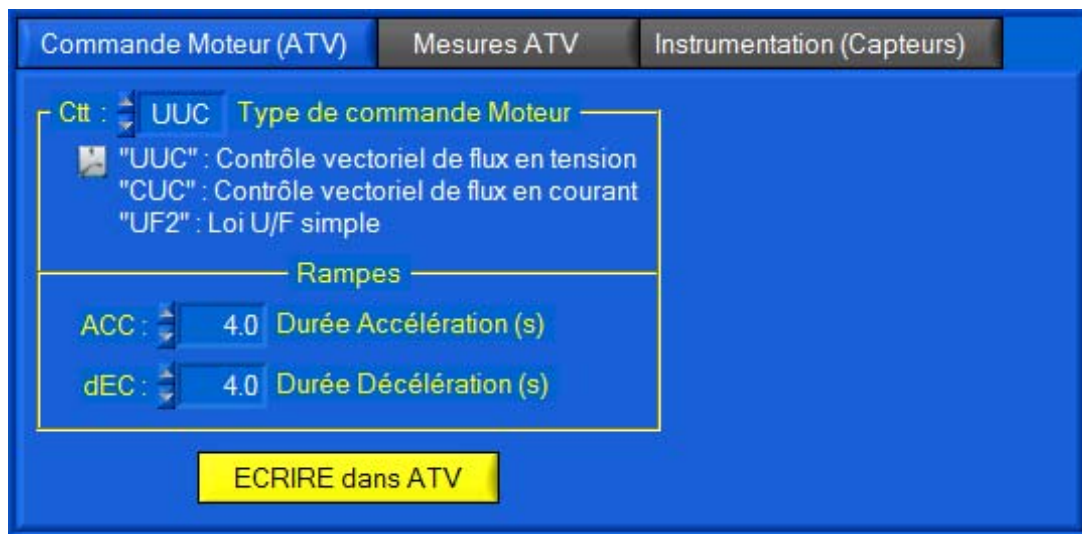 Commande Moteur (ATV) Mesures ATV Instrumentation (Capteurs)
Ctt : UUC Type de commande Moteur
"UUC" : Contrôle vectoriel de flux en tension
"CUC" : Contrôle vectoriel de flux en courant
"UF2" : Loi U/F simple
Rampes
ACC : 4.0 Durée Accélération (s)
dEC : 4.0 Durée Décélération (s)
ECRIRE dans ATV